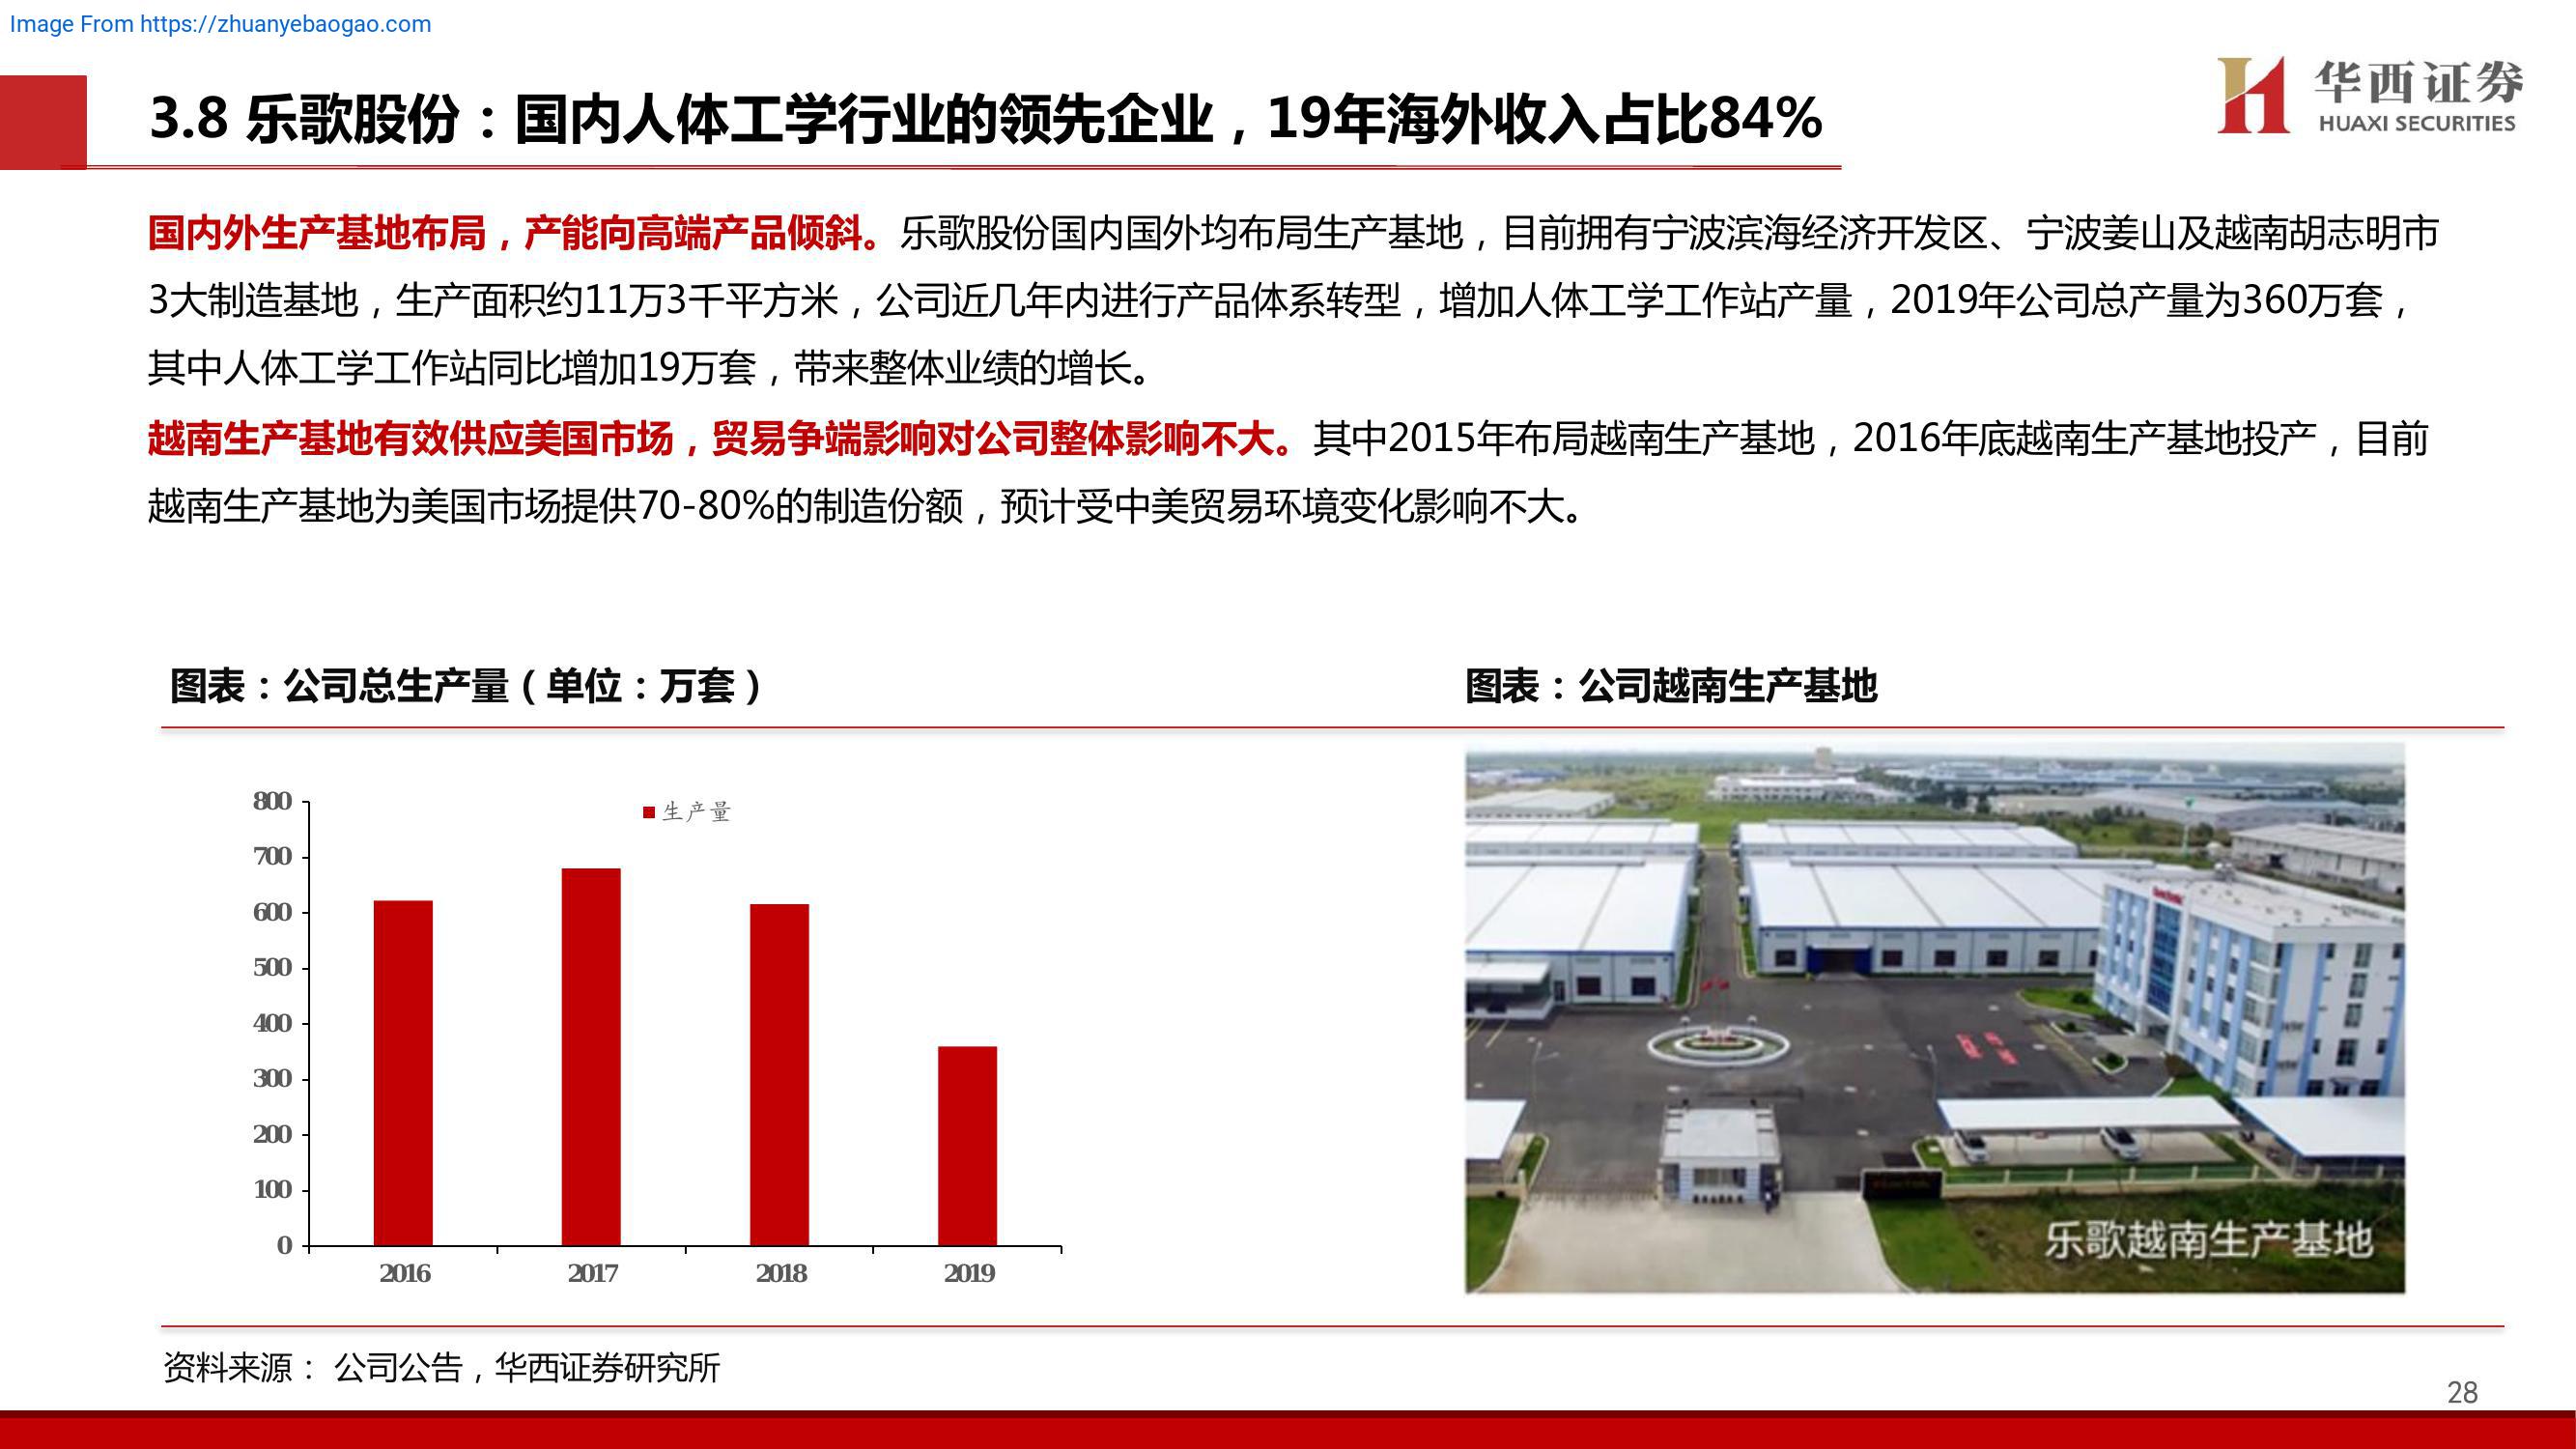 Image From https://zhuanyebaogao.com
华西证券
HUAXI SECURITIES
3.8 乐歌股份：国内人体工学行业的领先企业，19年海外收入占比84%
国内外生产基地布局，产能向高端产品倾斜。乐歌股份国内国外均布局生产基地，目前拥有宁波滨海经济开发区、宁波姜山及越南胡志明市
3大制造基地，生产面积约11万3千平方米，公司近几年内进行产品体系转型，增加人体工学工作站产量，2019年公司总产量为360万套，
其中人体工学工作站同比增加19万套，带来整体业绩的增长。
越南生产基地有效供应美国市场，贸易争端影响对公司整体影响不大。其中2015年布局越南生产基地，2016年底越南生产基地投产，目前
越南生产基地为美国市场提供70-80%的制造份额，预计受中美贸易环境变化影响不大。
图表：公司总生产量（单位：万套）
生产量
800
700
600
500
400
300
200
100
0
2016 2017 2018 2019
图表：公司越南生产基地
乐歌越南生产基地
资料来源： 公司公告，华西证券研究所
28